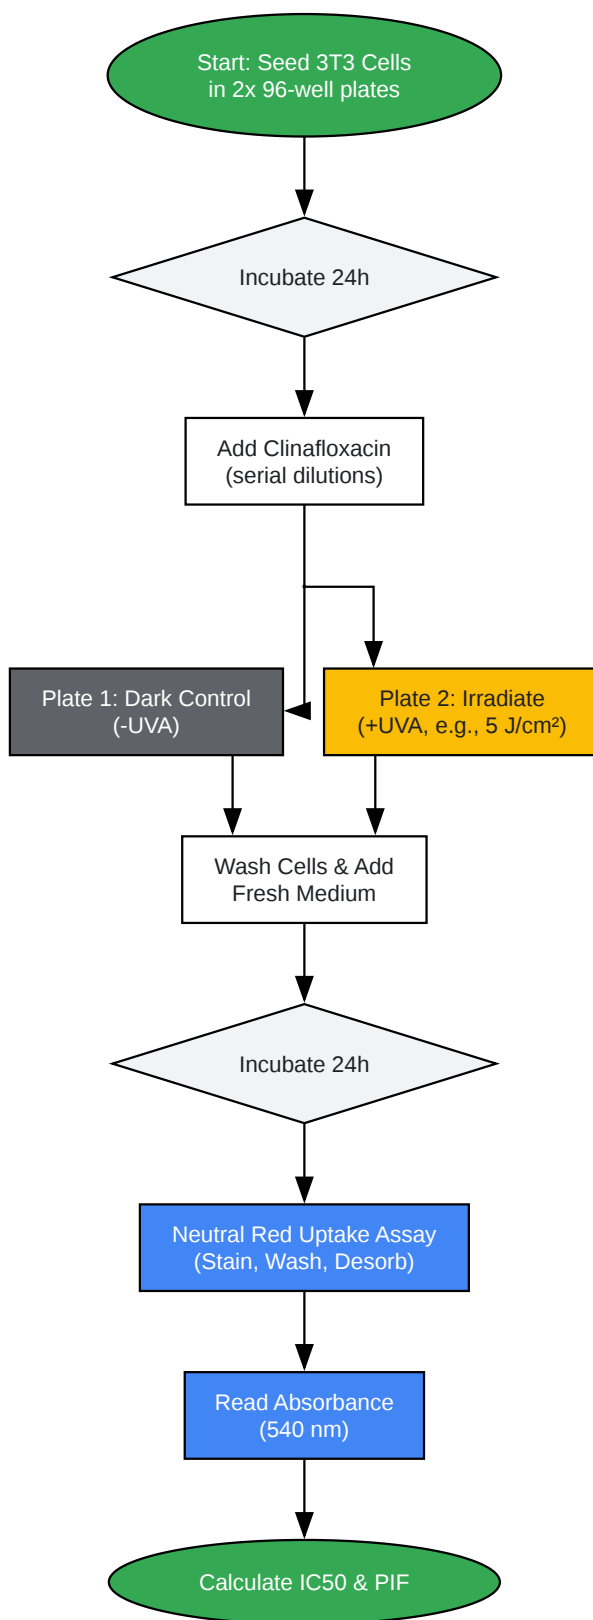 Start: Seed 3T3 Cells
in 2x 96-well plates
Incubate 24h
Add Clinafloxacin
(serial dilutions)
Plate 1: Dark Control
(-UVA)
Plate 2: Irradiate
(+UVA, e.g., 5 J/cm²)
Wash Cells & Add
Fresh Medium
Incubate 24h
Neutral Red Uptake Assay
(Stain, Wash, Desorb)
Read Absorbance
(540 nm)
Calculate IC50 & PIF